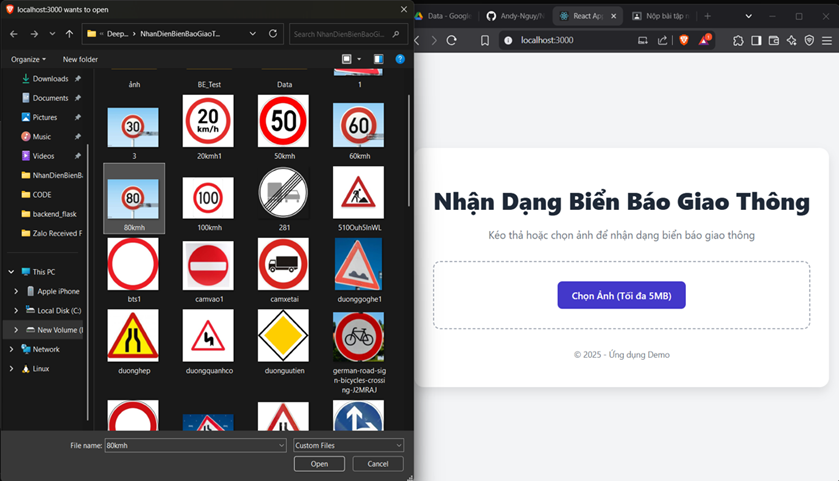 localhost:3000 wants to open
Deep...
NhanDienBienBaoGiaoT...
Search NhanDienBienBaoGi...
Organize
New folder
Downloads
Documents
Pictures
Music
Videos
NhanDienBienBa
CODE
backend_flask
Zalo Received F
This PC
Apple iPhone
Local Disk (C:)
New Volume (
Network
Linux
ảnh
BE_Test
Data
1
30
20
km/h
50
60
3
20kmh1
50kmh
60kmh
80
100
80kmh
100kmh
281
510Ouh5lnWL
bts1
camvao1
camxetai
duonggoghe1
duonghep
duongquanhco
duonguutien
german-road-sig
n-bicycles-crossi
ng-J2MRAJ
File name:
80kmh
Custom Files
Open
Cancel
Data - Google
Andy-Nguy/N
React App
Nộp bài tập n
localhost:3000
Nhận Dạng Biển Báo Giao Thông
Kéo thả hoặc chọn ảnh để nhận dạng biển báo giao thông
Chọn Ảnh (Tối đa 5MB)
© 2025 - Ứng dụng Demo